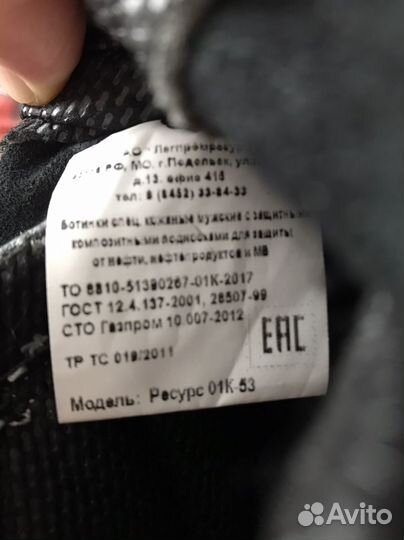 АО "Легпромресурс
РФ, МО, г.Подольск, ул.
д.13, офис 415
тел: 8 (8452) 33-84-33
Ботинки спец. кожаные мужские с защитными
композитными подносками для защиты
от нефти, нефтепродуктов и МВ
ТО 8810-51390267-01К-2017
ГОСТ 12.4.137-2001, 28507-99
СТО Газпром 10.007-2012
ТР ТС 019/2011
ЕАС
Модель: Ресурс 01К-53
Avito